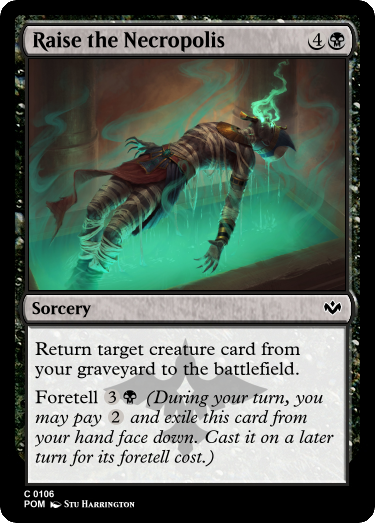 Raise the Necropolis 4
Sorcery
Return target creature card from
your graveyard to the battlefield.
Foretell 3 (During your turn, you
may pay 2 and exile this card from
your hand face down. Cast it on a later
turn for its foretell cost.)
C 0106
POM Stu Harrington